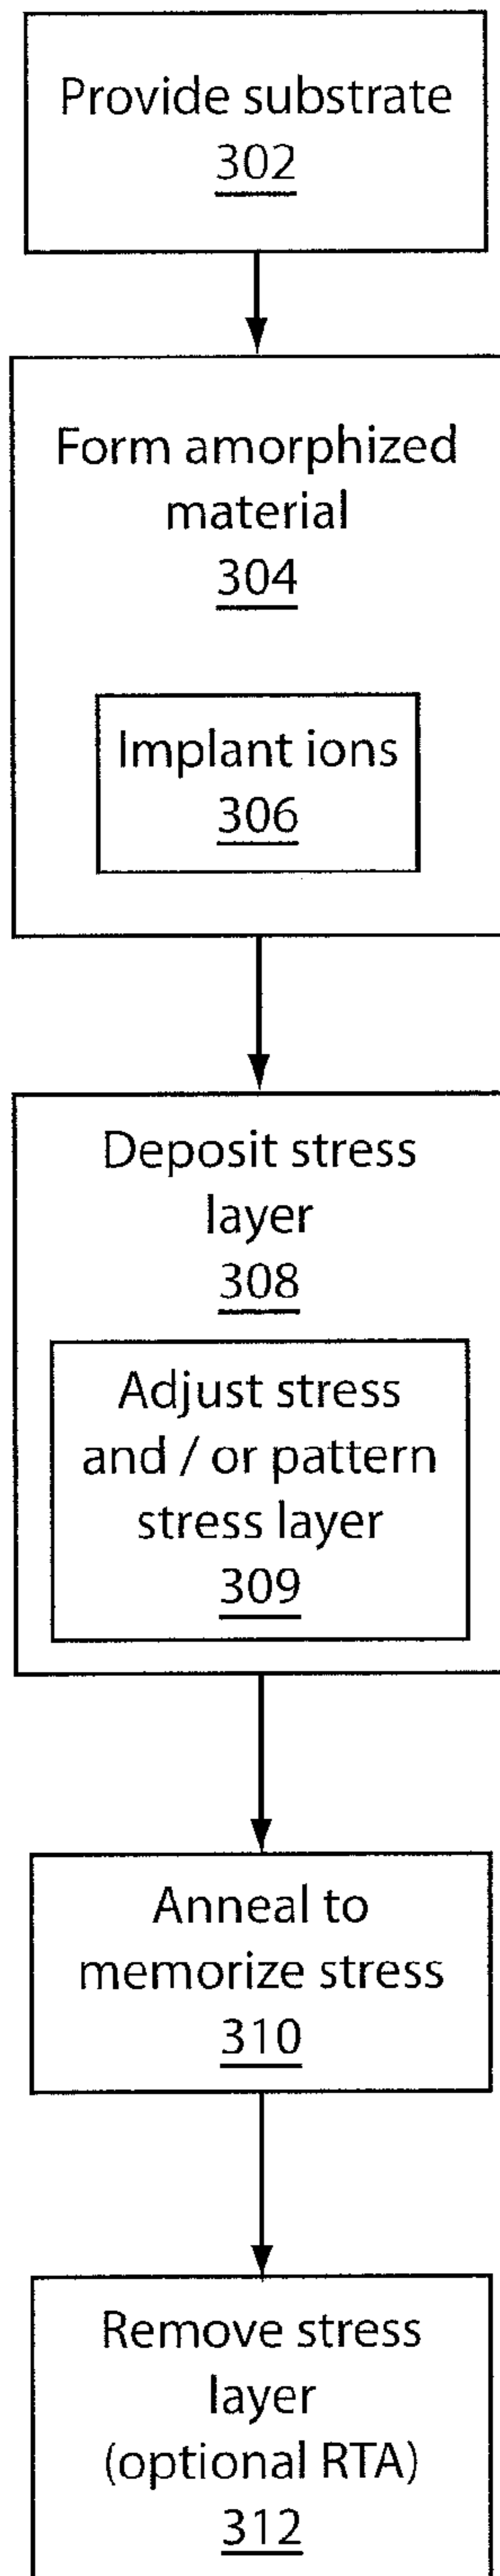 Provide substrate
302
Form amorphized
material
304
Implant ions
306
Deposit stress
layer
308
Adjust stress
and / or pattern
stress layer
309
Anneal to
memorize stress
310
Remove stress
layer
(optional RTA)
312